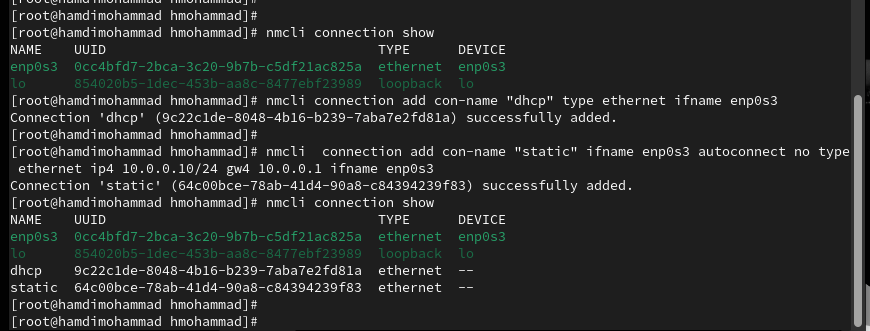 [root@hamdimohammad hmohammad]#
[root@hamdimohammad hmohammad]#
[root@hamdimohammad hmohammad]# nmcli connection show
NAME    UUID                                  TYPE      DEVICE
enp0s3  0cc4bfd7-2bca-3c20-9b7b-c5df21ac825a  ethernet  enp0s3
lo      854020b5-1dec-453b-aa8c-8477ebf23989  loopback  lo
[root@hamdimohammad hmohammad]# nmcli connection add con-name "dhcp" type ethernet ifname enp0s3
Connection 'dhcp' (9c22c1de-8048-4b16-b239-7aba7e2fd81a) successfully added.
[root@hamdimohammad hmohammad]#
[root@hamdimohammad hmohammad]# nmcli  connection add con-name "static" ifname enp0s3 autoconnect no type
 ethernet ip4 10.0.0.10/24 gw4 10.0.0.1 ifname enp0s3
Connection 'static' (64c00bce-78ab-41d4-90a8-c84394239f83) successfully added.
[root@hamdimohammad hmohammad]# nmcli connection show
NAME    UUID                                  TYPE      DEVICE
enp0s3  0cc4bfd7-2bca-3c20-9b7b-c5df21ac825a  ethernet  enp0s3
lo      854020b5-1dec-453b-aa8c-8477ebf23989  loopback  lo
dhcp    9c22c1de-8048-4b16-b239-7aba7e2fd81a  ethernet  --
static  64c00bce-78ab-41d4-90a8-c84394239f83  ethernet  --
[root@hamdimohammad hmohammad]#
[root@hamdimohammad hmohammad]#